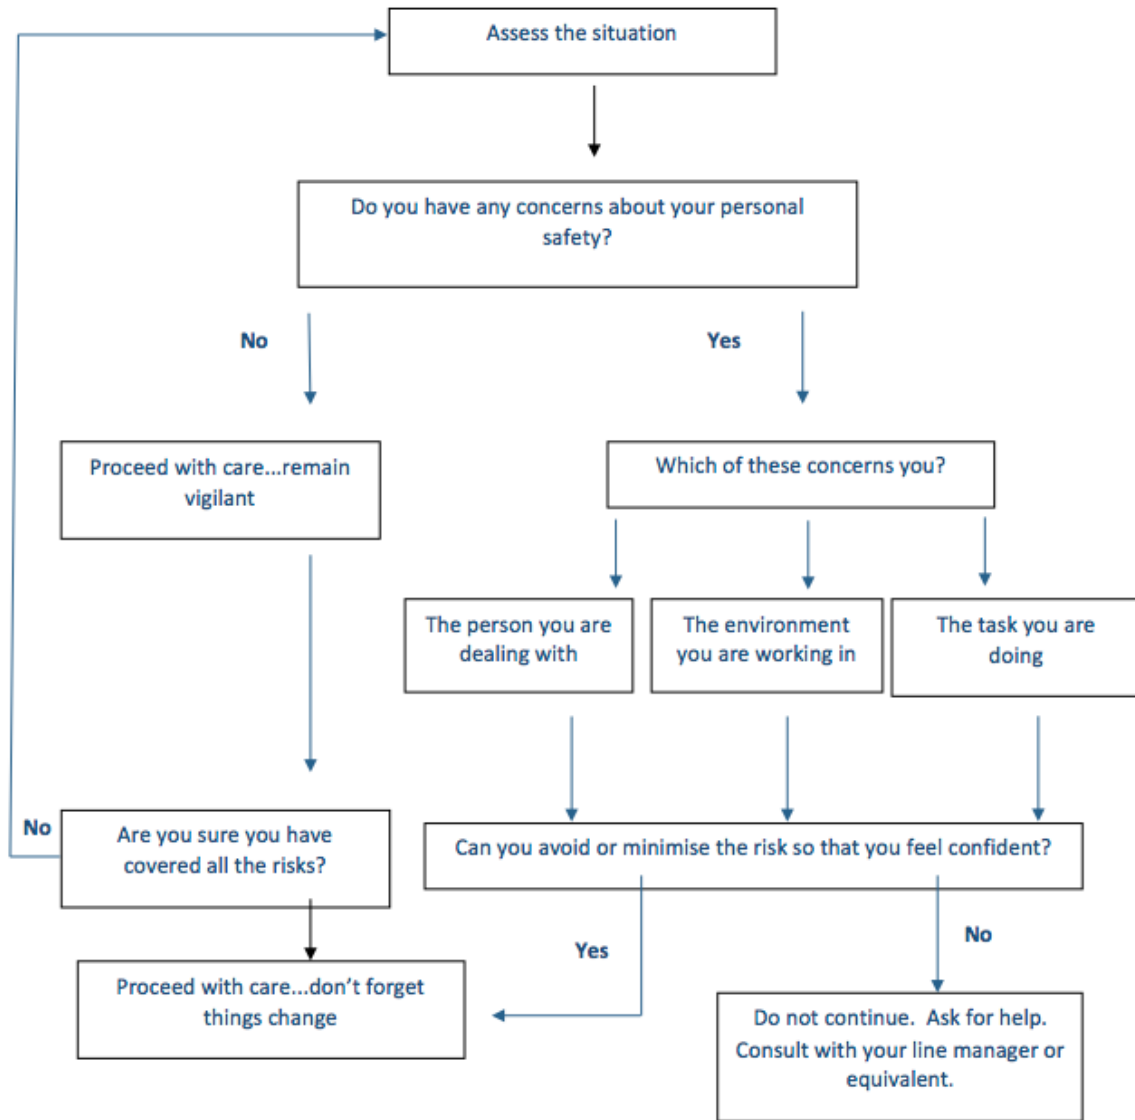 Assess the situation
Do you have any concerns about your personal
safety?
No
Yes
Proceed with care...remain
vigilant
Which of these concerns you?
The person you are
dealing with
The environment
you are working in
The task you are
doing
No
Are you sure you have
covered all the risks?
Can you avoid or minimise the risk so that you feel confident?
Yes
No
Proceed with care...don’t forget
things change
Do not continue.  Ask for help.
Consult with your line manager or
equivalent.